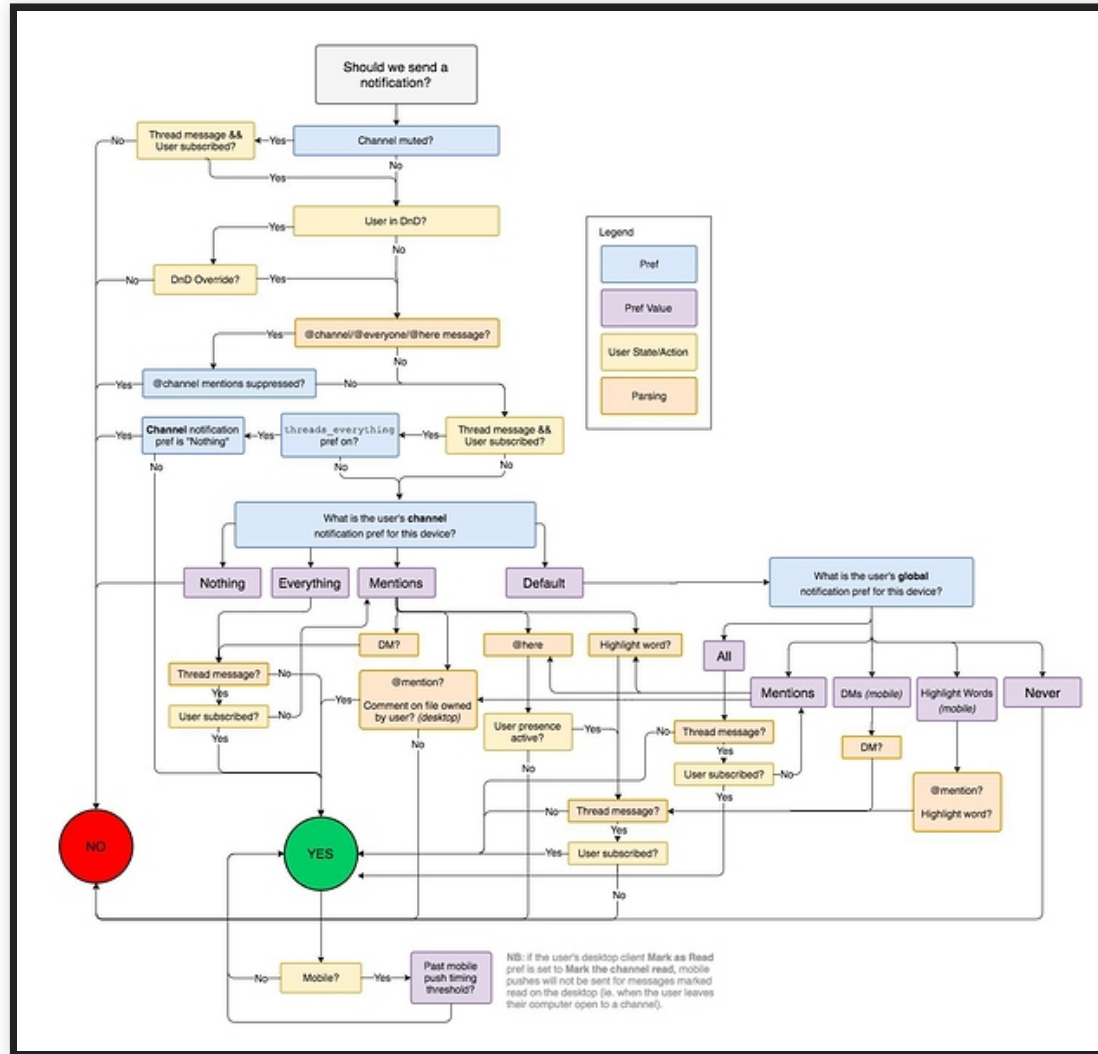 Should we send a
notification?
Thread message &&
User subscribed?
No
Yes
Channel muted?
No
Yes
User in DnD?
Yes
No
DnD Override?
No
Yes
Legend
Pref
Pref Value
User State/Action
Parsing
@channel/@everyone/@here message?
Yes
No
@channel mentions suppressed?
Yes
No
Channel notification
pref is "Nothing"
Yes
No
threads_everything
pref on?
Yes
No
Thread message &&
User subscribed?
Yes
No
What is the user's channel
notification pref for this device?
Nothing
Everything
Mentions
Default
What is the user's global
notification pref for this device?
DM?
@here
Highlight word?
All
Thread message?
No
Yes
User subscribed?
No
Yes
@mention?
Comment on file owned
by user? (desktop)
Yes
No
User presence
active?
Yes
No
Mentions
DMs (mobile)
Highlight Words
(mobile)
Never
Thread message?
No
Yes
User subscribed?
No
Yes
DM?
@mention?
Highlight word?
Thread message?
No
Yes
User subscribed?
Yes
No
NO
YES
Mobile?
No
Yes
Past mobile
push timing
threshold?
NB: if the user's desktop client Mark as Read
pref is set to Mark the channel read, mobile
pushes will not be sent for messages marked
read on the desktop (ie. when the user leaves
their computer open to a channel).